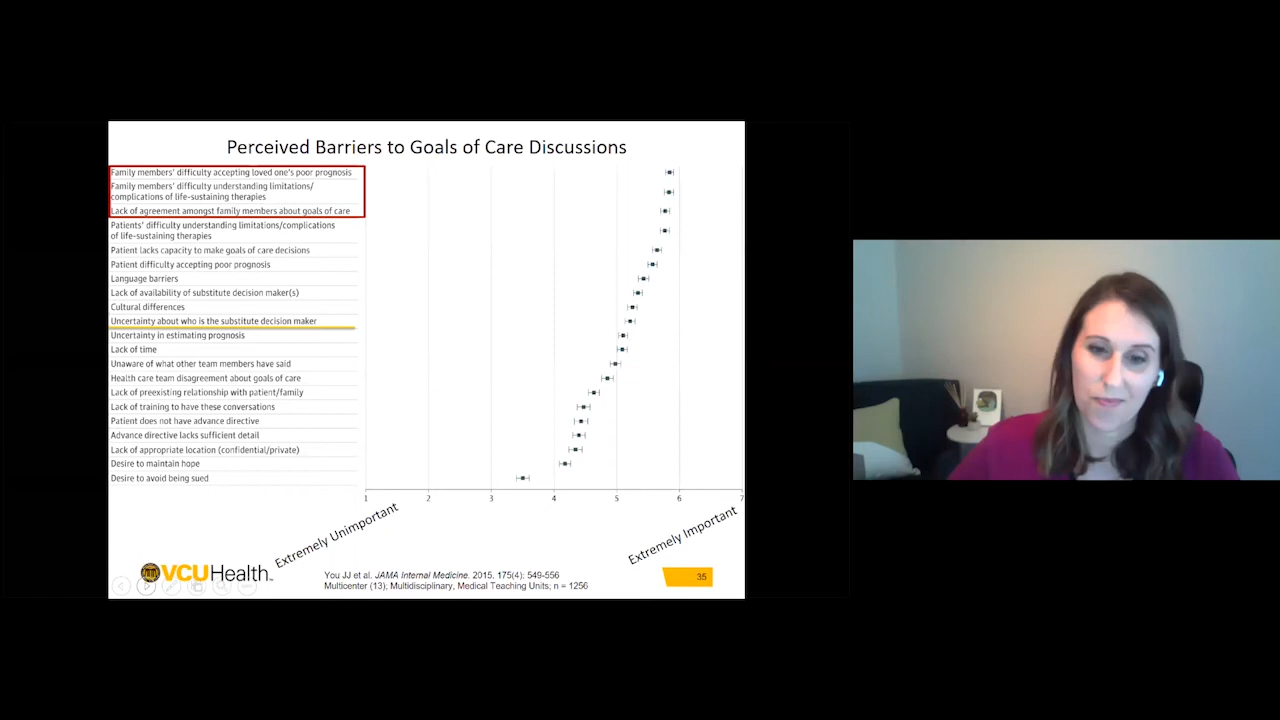 Perceived Barriers to Goals of Care Discussions
Family members' difficulty accepting loved one's poor prognosis
Family members' difficulty understanding limitations/
complications of life-sustaining therapies
Lack of agreement amongst family members about goals of care
Patients' difficulty understanding limitations/complications
of life-sustaining therapies
Patient lacks capacity to make goals of care decisions
Patient difficulty accepting poor prognosis
Language barriers
Lack of availability of substitute decision maker(s)
Cultural differences
Uncertainty about who is the substitute decision maker
Uncertainty in estimating prognosis
Lack of time
Unaware of what other team members have said
Health care team disagreement about goals of care
Lack of preexisting relationship with patient/family
Lack of training to have these conversations
Patient does not have advance directive
Advance directive lacks sufficient detail
Lack of appropriate location (confidential/private)
Desire to maintain hope
Desire to avoid being sued
1 2 3 4 5 6 7
Extremely Unimportant
Extremely Important
VCUHealth™
You JJ et al. JAMA Internal Medicine. 2015. 175(4): 549-556
Multicenter (13); Multidisciplinary, Medical Teaching Units; n = 1256
35